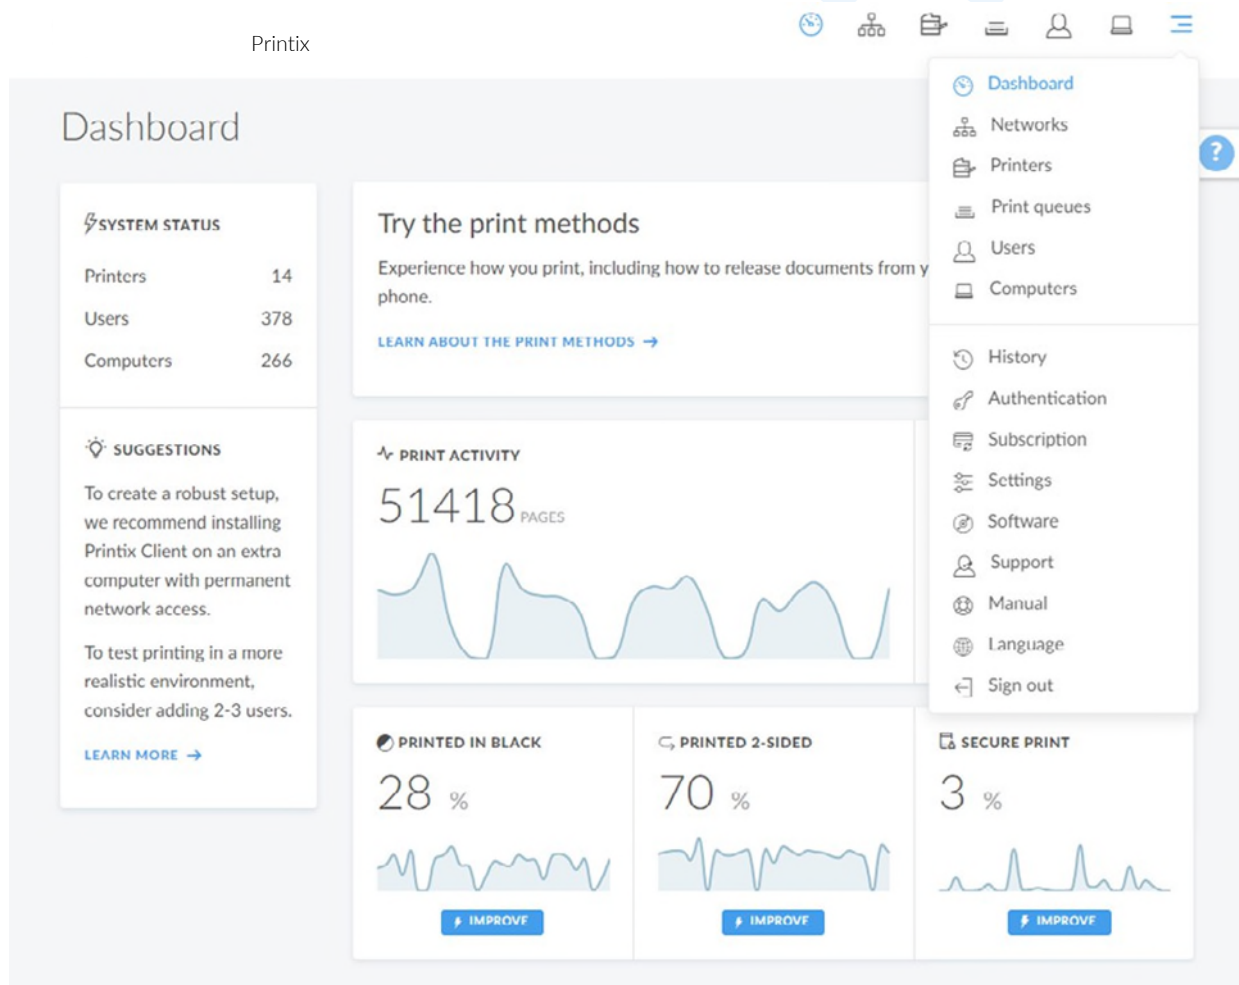 Printix
Dashboard
SYSTEM STATUS
Printers 14
Users 378
Computers 266
SUGGESTIONS
To create a robust setup,
we recommend installing
Printix Client on an extra
computer with permanent
network access.
To test printing in a more
realistic environment,
consider adding 2-3 users.
LEARN MORE →
Try the print methods
Experience how you print, including how to release documents from y
phone.
LEARN ABOUT THE PRINT METHODS →
PRINT ACTIVITY
51418 PAGES
PRINTED IN BLACK
28 %
IMPROVE
PRINTED 2-SIDED
70 %
IMPROVE
SECURE PRINT
3 %
IMPROVE
Dashboard
Networks
Printers
Print queues
Users
Computers
History
Authentication
Subscription
Settings
Software
Support
Manual
Language
Sign out
?